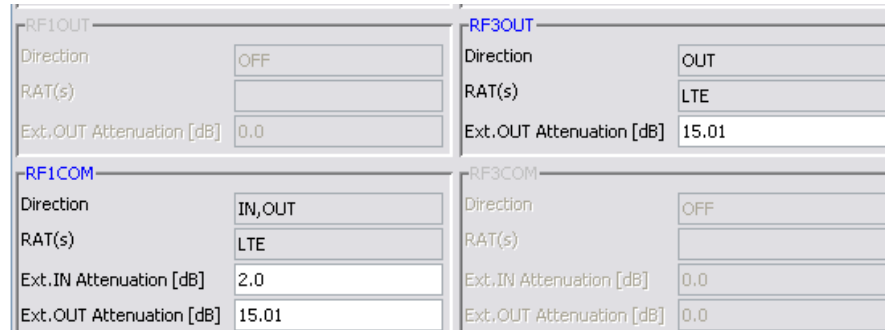 RF1OUT
Direction OFF
RAT(s)
Ext.OUT Attenuation [dB] 0.0
RF3OUT
Direction OUT
RAT(s) LTE
Ext.OUT Attenuation [dB] 15.01
RF1COM
Direction IN,OUT
RAT(s) LTE
Ext.IN Attenuation [dB] 2.0
Ext.OUT Attenuation [dB] 15.01
RF3COM
Direction OFF
RAT(s)
Ext.IN Attenuation [dB] 0.0
Ext.OUT Attenuation [dB] 0.0